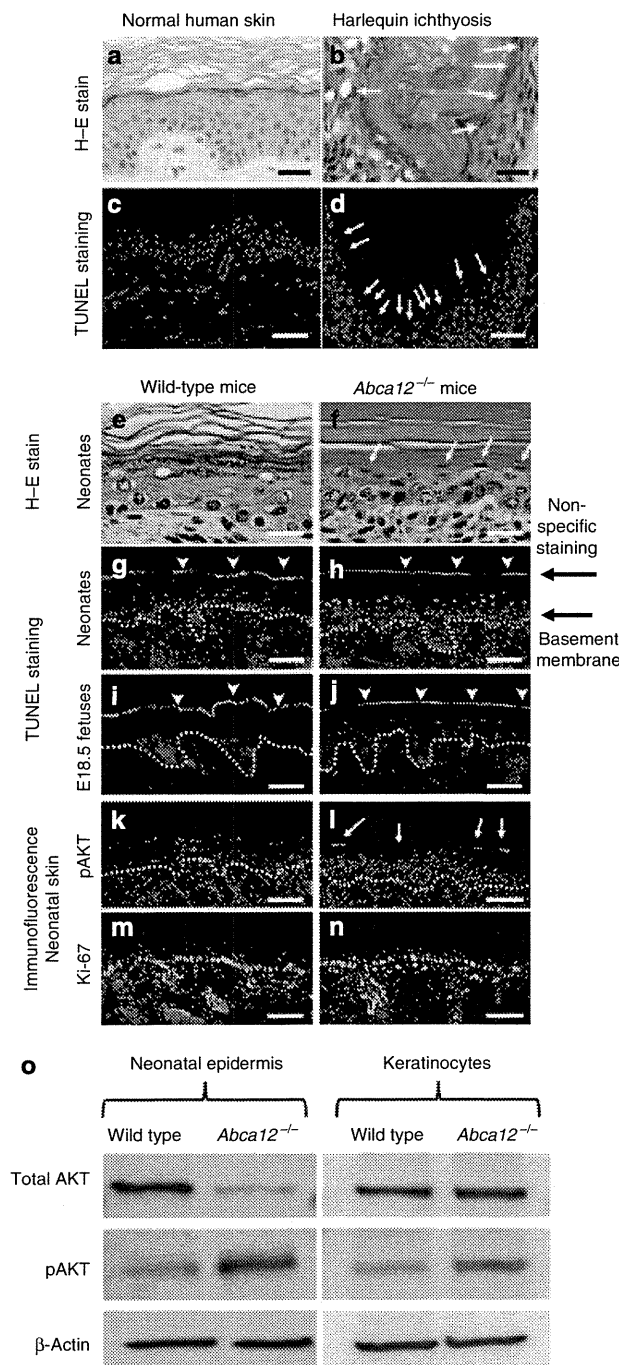 Normal human skin
Harlequin ichthyosis
H–E stain
a
b
TUNEL staining
c
d
Wild-type mice
Abca12−/− mice
H–E stain
Neonates
e
f
Non-
specific
staining
TUNEL staining
Neonates
g
h
Basement
membrane
E18.5 fetuses
i
j
Immunofluorescence
Neonatal skin
pAKT
k
l
Ki-67
m
n
o
Neonatal epidermis
Keratinocytes
Wild type
Abca12−/−
Wild type
Abca12−/−
Total AKT
pAKT
β-Actin